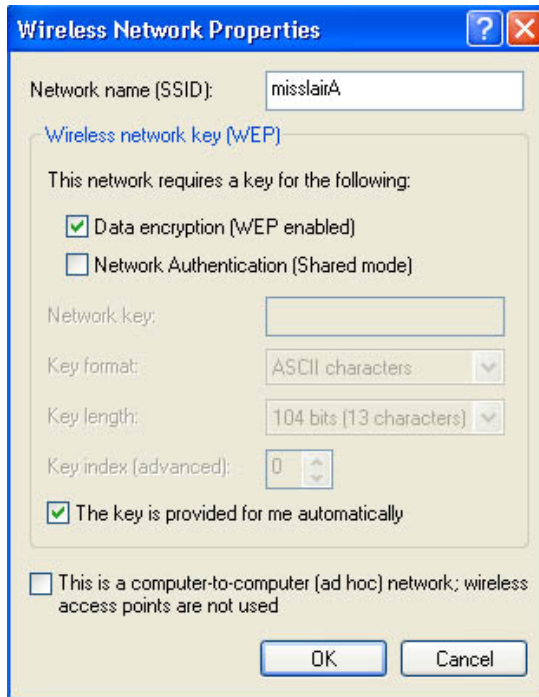 Wireless Network Properties
Network name (SSID): misslairA
Wireless network key (WEP)
This network requires a key for the following:
Data encryption (WEP enabled)
Network Authentication (Shared mode)
Network key:
Key format: ASCII characters
Key length: 104 bits (13 characters)
Key index (advanced): 0
The key is provided for me automatically
This is a computer-to-computer (ad hoc) network; wireless
access points are not used
OK Cancel